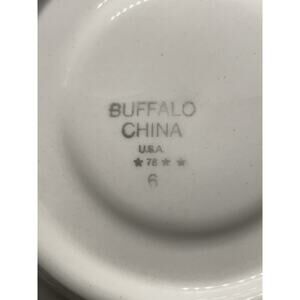 BUFFALO
CHINA
U.S.A.
★ 78 ★ ★
6